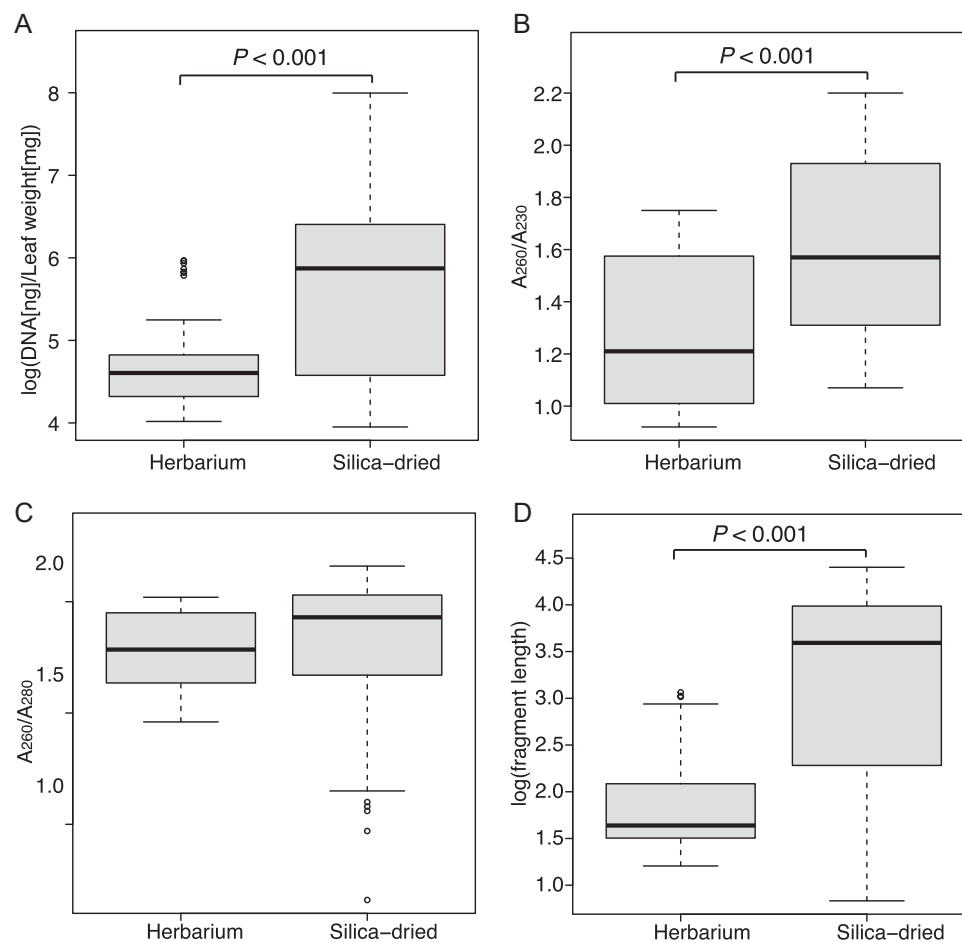 A
P < 0.001
log(DNA[ng]/Leaf weight[mg])
8
7
6
5
4
Herbarium
Silica-dried
B
P < 0.001
A260/A230
2.2
2.0
1.8
1.6
1.4
1.2
1.0
Herbarium
Silica-dried
C
A260/A280
2.0
1.5
1.0
Herbarium
Silica-dried
D
P < 0.001
log(fragment length)
4.5
4.0
3.5
3.0
2.5
2.0
1.5
1.0
Herbarium
Silica-dried